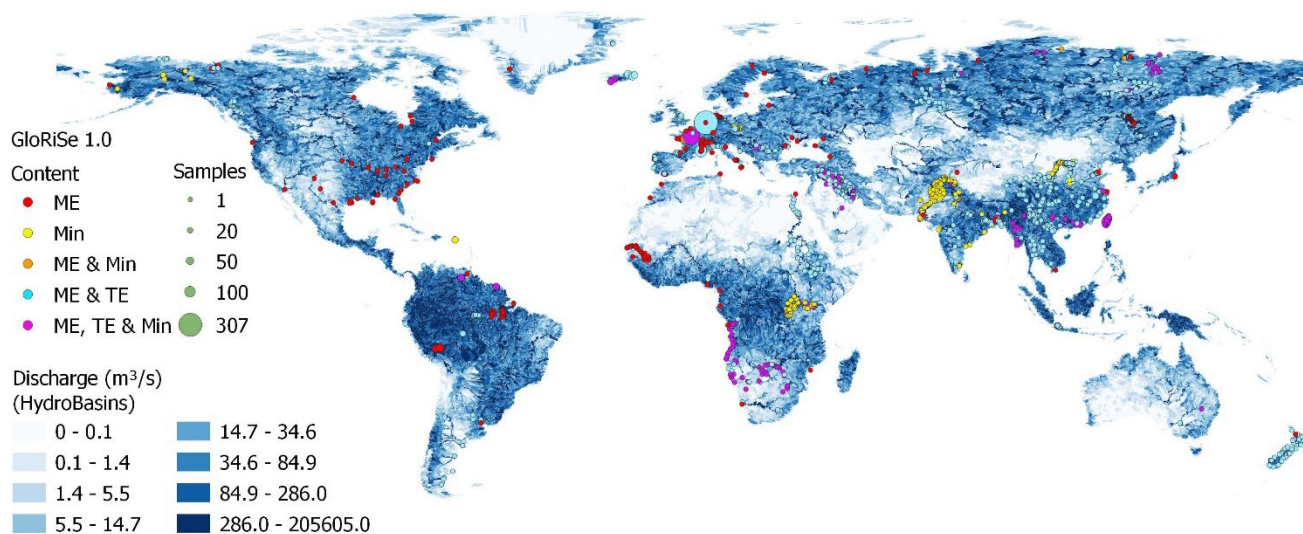 GloRiSe 1.0
Content
ME
Min
ME & Min
ME & TE
ME, TE & Min
Samples
1
20
50
100
307
Discharge (m³/s)
(HydroBasins)
0 - 0.1
0.1 - 1.4
1.4 - 5.5
5.5 - 14.7
14.7 - 34.6
34.6 - 84.9
84.9 - 286.0
286.0 - 205605.0